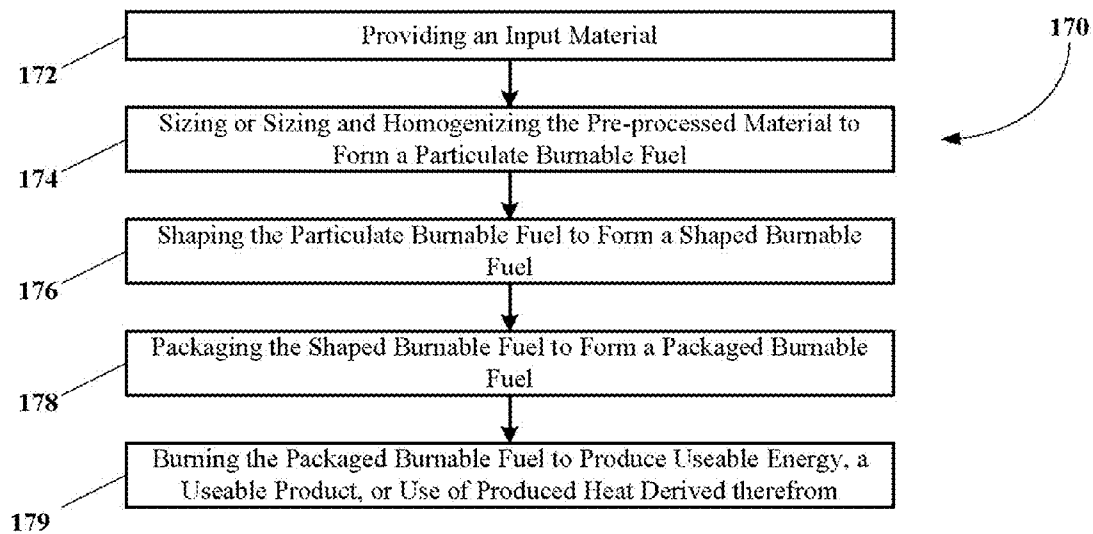 Providing an Input Material
170
172
Sizing or Sizing and Homogenizing the Pre-processed Material to
Form a Particulate Burnable Fuel
174
Shaping the Particulate Burnable Fuel to Form a Shaped Burnable
Fuel
176
Packaging the Shaped Burnable Fuel to Form a Packaged Burnable
Fuel
178
Burning the Packaged Burnable Fuel to Produce Useable Energy, a
Useable Product, or Use of Produced Heat Derived therefrom
179